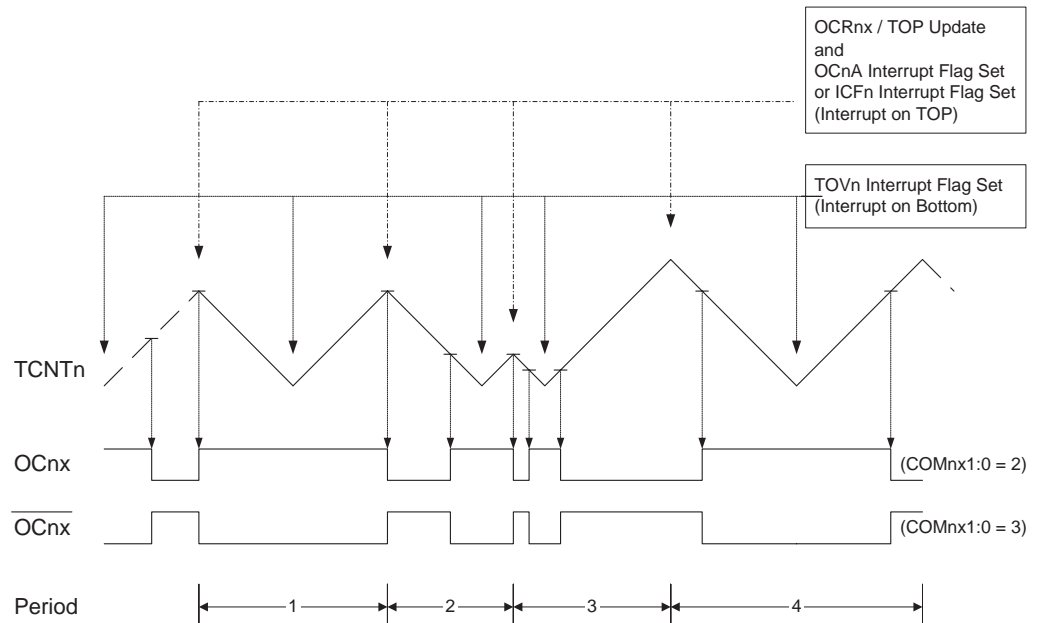 OCRnx / TOP Update
and
OCnA Interrupt Flag Set
or ICFn Interrupt Flag Set
(Interrupt on TOP)
TOVn Interrupt Flag Set
(Interrupt on Bottom)
TCNTn
OCnx
(COMnx1:0 = 2)
OCnx
(COMnx1:0 = 3)
Period
1
2
3
4